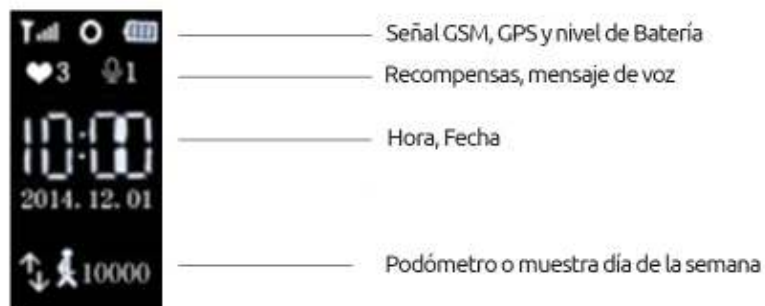 Señal GSM, GPS y nivel de Batería
3 1 Recompensas, mensaje de voz
10:00 Hora, Fecha
2014. 12. 01
10000 Podómetro o muestra día de la semana